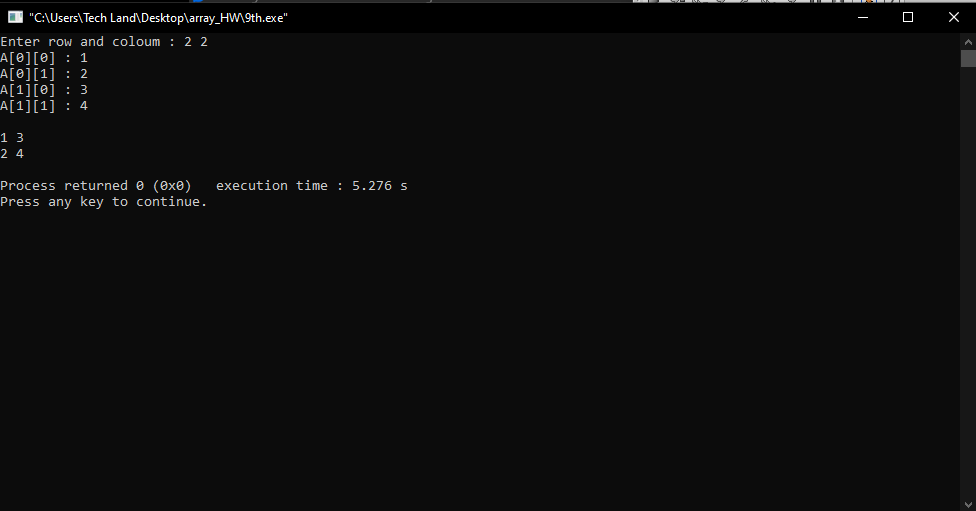 "C:\Users\Tech Land\Desktop\array_HW\9th.exe"
Enter row and coloum : 2 2
A[0][0] : 1
A[0][1] : 2
A[1][0] : 3
A[1][1] : 4
1 3
2 4
Process returned 0 (0x0)   execution time : 5.276 s
Press any key to continue.